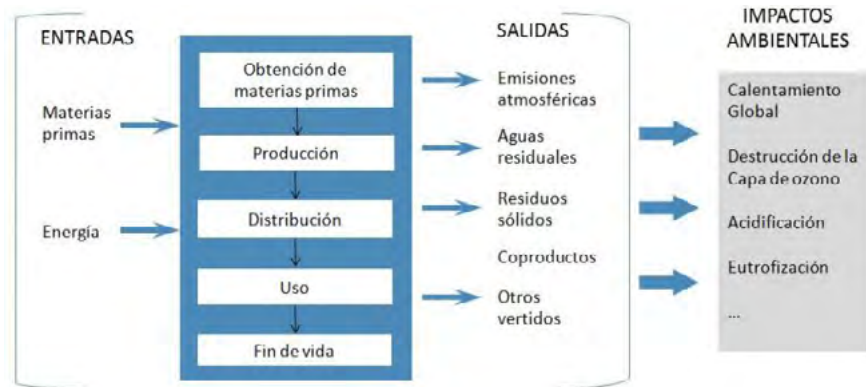 ENTRADAS
Materias
primas
Energía
Obtención de
materias primas
Producción
Distribución
Uso
Fin de vida
SALIDAS
Emisiones
atmosféricas
Aguas
residuales
Residuos
sólidos
Coproductos
Otros
vertidos
IMPACTOS
AMBIENTALES
Calentamiento
Global
Destrucción de la
Capa de ozono
Acidificación
Eutrofización
...